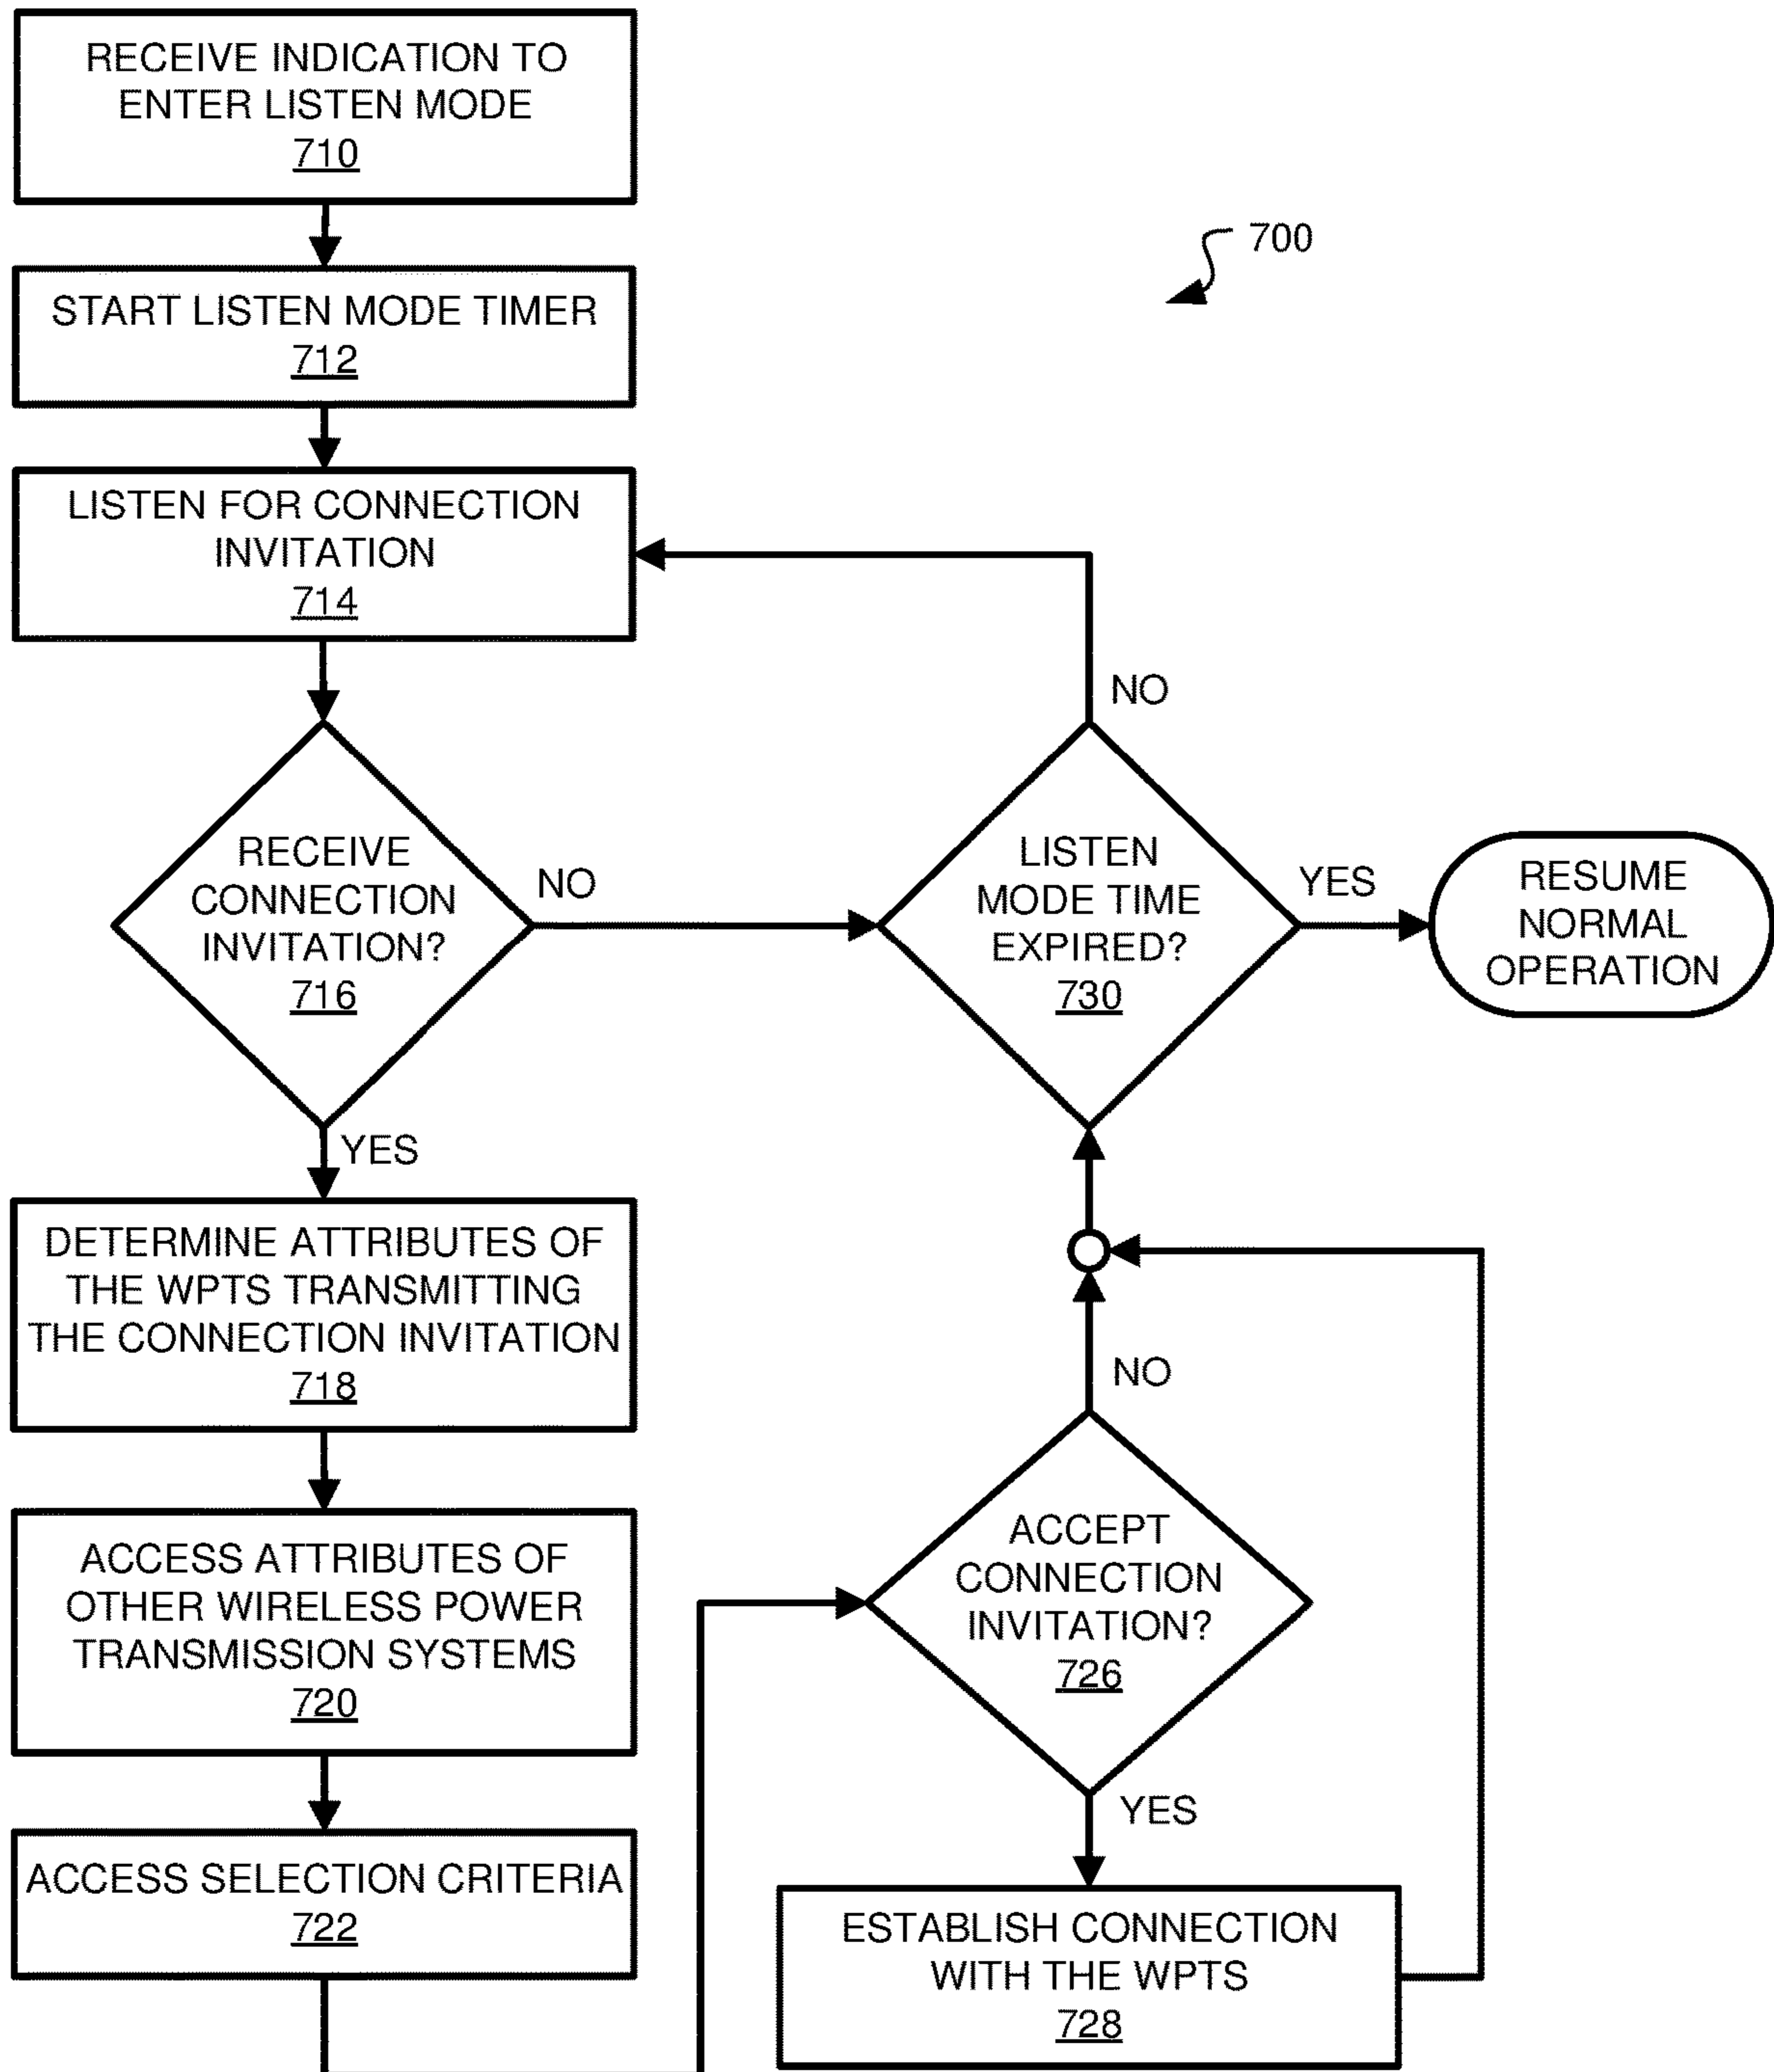 RECEIVE INDICATION TO
ENTER LISTEN MODE
710
START LISTEN MODE TIMER
712
LISTEN FOR CONNECTION
INVITATION
714
RECEIVE
CONNECTION
INVITATION?
716
NO
YES
DETERMINE ATTRIBUTES OF
THE WPTS TRANSMITTING
THE CONNECTION INVITATION
718
ACCESS ATTRIBUTES OF
OTHER WIRELESS POWER
TRANSMISSION SYSTEMS
720
ACCESS SELECTION CRITERIA
722
700
NO
LISTEN
MODE TIME
EXPIRED?
730
YES
RESUME
NORMAL
OPERATION
NO
ACCEPT
CONNECTION
INVITATION?
726
YES
ESTABLISH CONNECTION
WITH THE WPTS
728